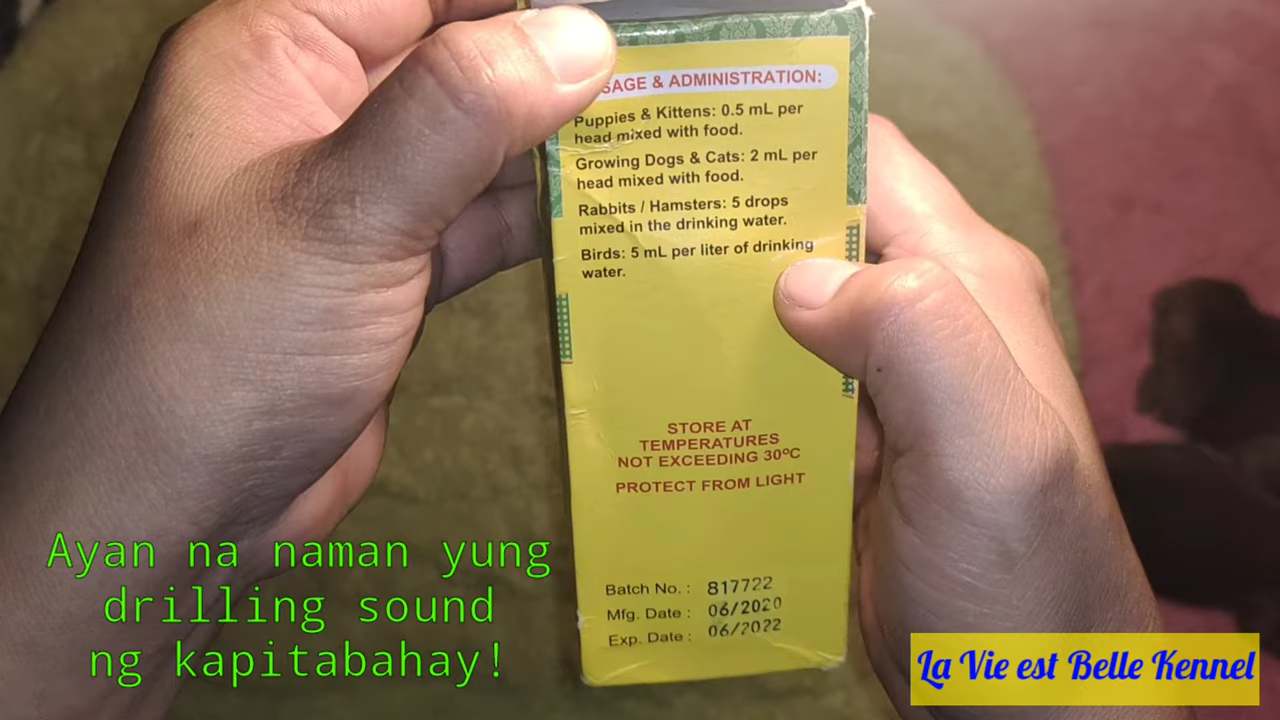 SAGE & ADMINISTRATION:
Puppies & Kittens: 0.5 mL per
head mixed with food.
Growing Dogs & Cats: 2 mL per
head mixed with food.
Rabbits / Hamsters: 5 drops
mixed in the drinking water.
Birds: 5 mL per liter of drinking
water.
STORE AT
TEMPERATURES
NOT EXCEEDING 30ºC
PROTECT FROM LIGHT
Batch No. : 817722
Mfg. Date : 06/2020
Exp. Date : 06/2022
Ayan na naman yung
drilling sound
ng kapitabahay!
La Vie est Belle Kennel